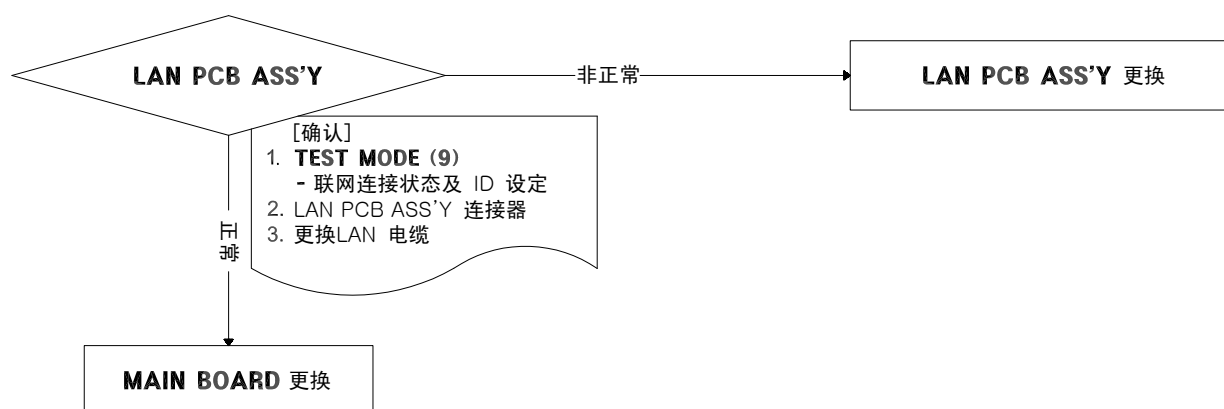 LAN PCB ASS'Y
非正常
LAN PCB ASS'Y 更换
[确认]
1. TEST MODE (9)
- 联网连接状态及 ID 设定
2. LAN PCB ASS'Y 连接器
3. 更换LAN 电缆
正常
MAIN BOARD 更换